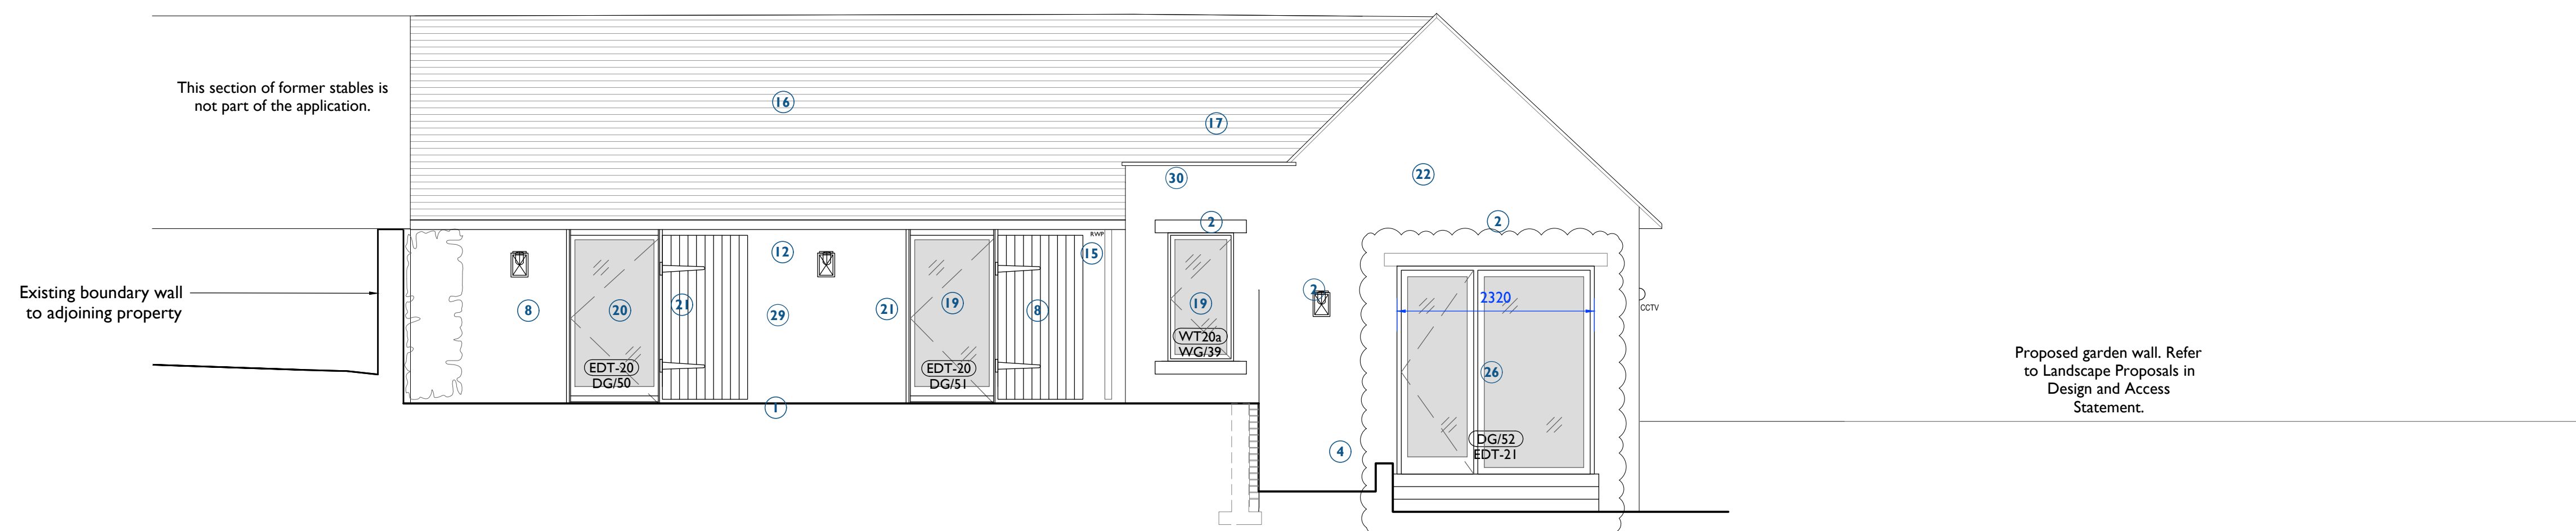 This section of former stables is
not part of the application.
16
17
30
22
2
2
12
RWP
15
Existing boundary wall
to adjoining property
8
20
21
29
21
19
8
19
2
2320
CCTV
WT20a
WG/39
EDT-20
DG/50
EDT-20
DG/51
26
1
4
DG/52
EDT-21
Proposed garden wall. Refer
to Landscape Proposals in
Design and Access
Statement.